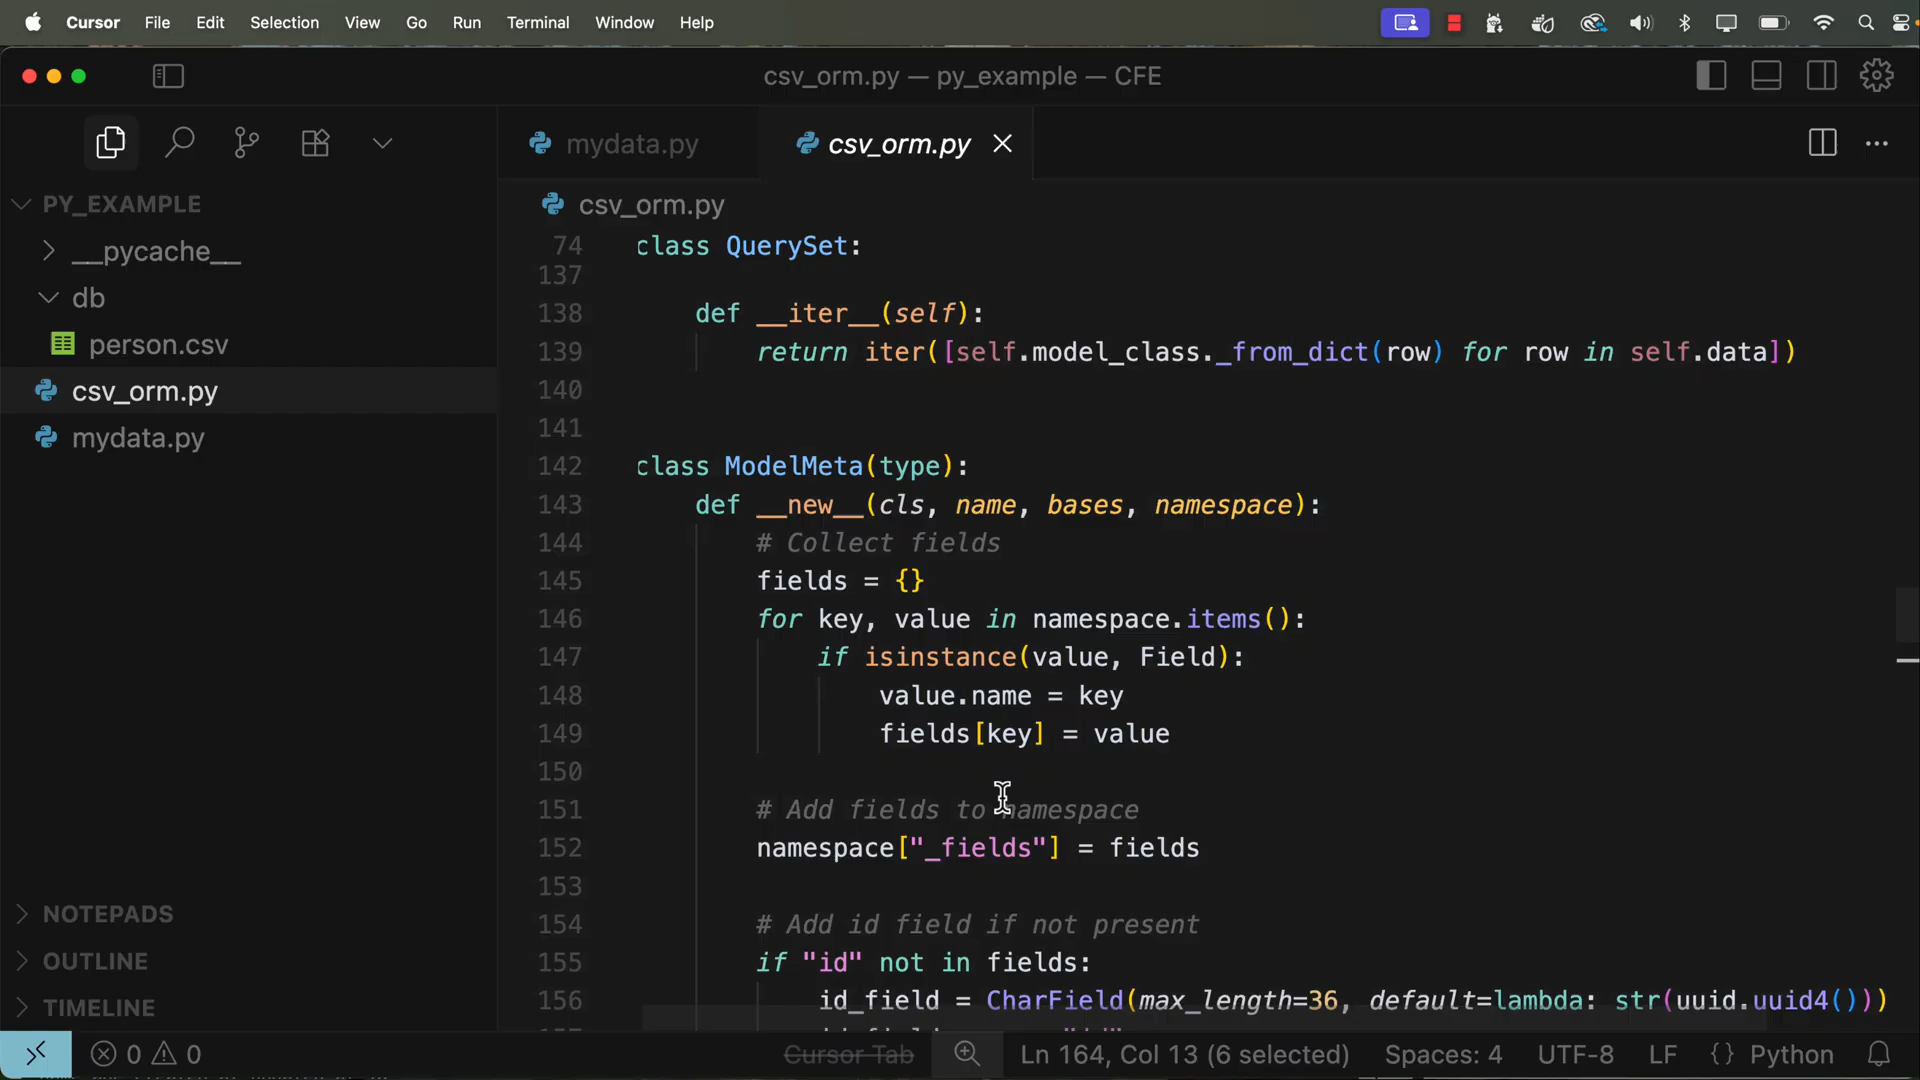 Cursor File Edit Selection View Go Run Terminal Window Help
csv_orm.py — py_example — CFE
mydata.py csv_orm.py
PY_EXAMPLE
__pycache__
db
person.csv
csv_orm.py
mydata.py
NOTEPADS
OUTLINE
TIMELINE
csv_orm.py
74 class QuerySet:
137
138 def __iter__(self):
139 return iter([self.model_class._from_dict(row) for row in self.data])
140
141
142 class ModelMeta(type):
143 def __new__(cls, name, bases, namespace):
144 # Collect fields
145 fields = {}
146 for key, value in namespace.items():
147 if isinstance(value, Field):
148 value.name = key
149 fields[key] = value
150
151 # Add fields to namespace
152 namespace["_fields"] = fields
153
154 # Add id field if not present
155 if "id" not in fields:
156 id_field = CharField(max_length=36, default=lambda: str(uuid.uuid4()))
0 0 Cursor Tab Ln 164, Col 13 (6 selected) Spaces: 4 UTF-8 LF {} Python